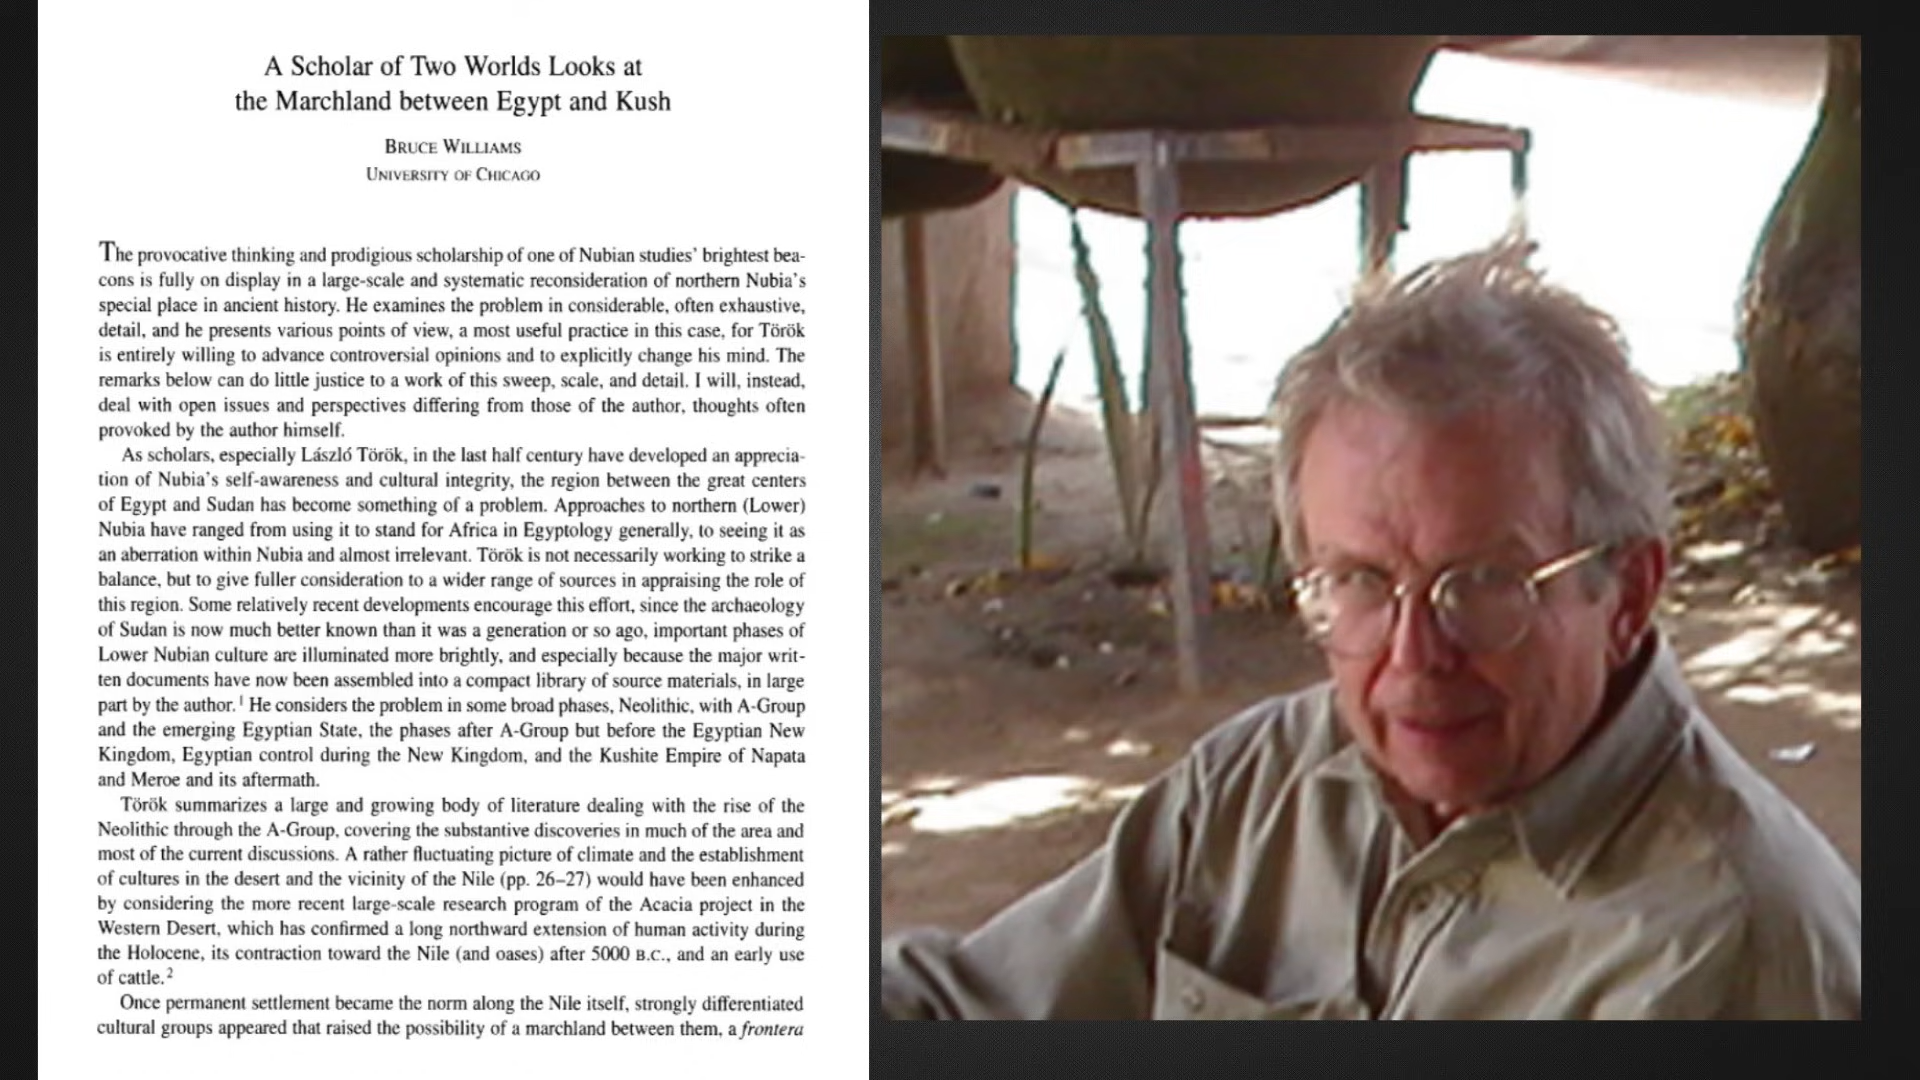 A Scholar of Two Worlds Looks at
the Marchland between Egypt and Kush
BRUCE WILLIAMS
UNIVERSITY OF CHICAGO
The provocative thinking and prodigious scholarship of one of Nubian studies' brightest bea-
cons is fully on display in a large-scale and systematic reconsideration of northern Nubia's
special place in ancient history. He examines the problem in considerable, often exhaustive,
detail, and he presents various points of view, a most useful practice in this case, for Török
is entirely willing to advance controversial opinions and to explicitly change his mind. The
remarks below can do little justice to a work of this sweep, scale, and detail. I will, instead,
deal with open issues and perspectives differing from those of the author, thoughts often
provoked by the author himself.
As scholars, especially László Török, in the last half century have developed an apprecia-
tion of Nubia's self-awareness and cultural integrity, the region between the great centers
of Egypt and Sudan has become something of a problem. Approaches to northern (Lower)
Nubia have ranged from using it to stand for Africa in Egyptology generally, to seeing it as
an aberration within Nubia and almost irrelevant. Török is not necessarily working to strike a
balance, but to give fuller consideration to a wider range of sources in appraising the role of
this region. Some relatively recent developments encourage this effort, since the archaeology
of Sudan is now much better known than it was a generation or so ago, important phases of
Lower Nubian culture are illuminated more brightly, and especially because the major writ-
ten documents have now been assembled into a compact library of source materials, in large
part by the author.1 He considers the problem in some broad phases, Neolithic, with A-Group
and the emerging Egyptian State, the phases after A-Group but before the Egyptian New
Kingdom, Egyptian control during the New Kingdom, and the Kushite Empire of Napata
and Meroe and its aftermath.
Török summarizes a large and growing body of literature dealing with the rise of the
Neolithic through the A-Group, covering the substantive discoveries in much of the area and
most of the current discussions. A rather fluctuating picture of climate and the establishment
of cultures in the desert and the vicinity of the Nile (pp. 26–27) would have been enhanced
by considering the more recent large-scale research program of the Acacia project in the
Western Desert, which has confirmed a long northward extension of human activity during
the Holocene, its contraction toward the Nile (and oases) after 5000 B.C., and an early use
of cattle.2
Once permanent settlement became the norm along the Nile itself, strongly differentiated
cultural groups appeared that raised the possibility of a marchland between them, a frontera